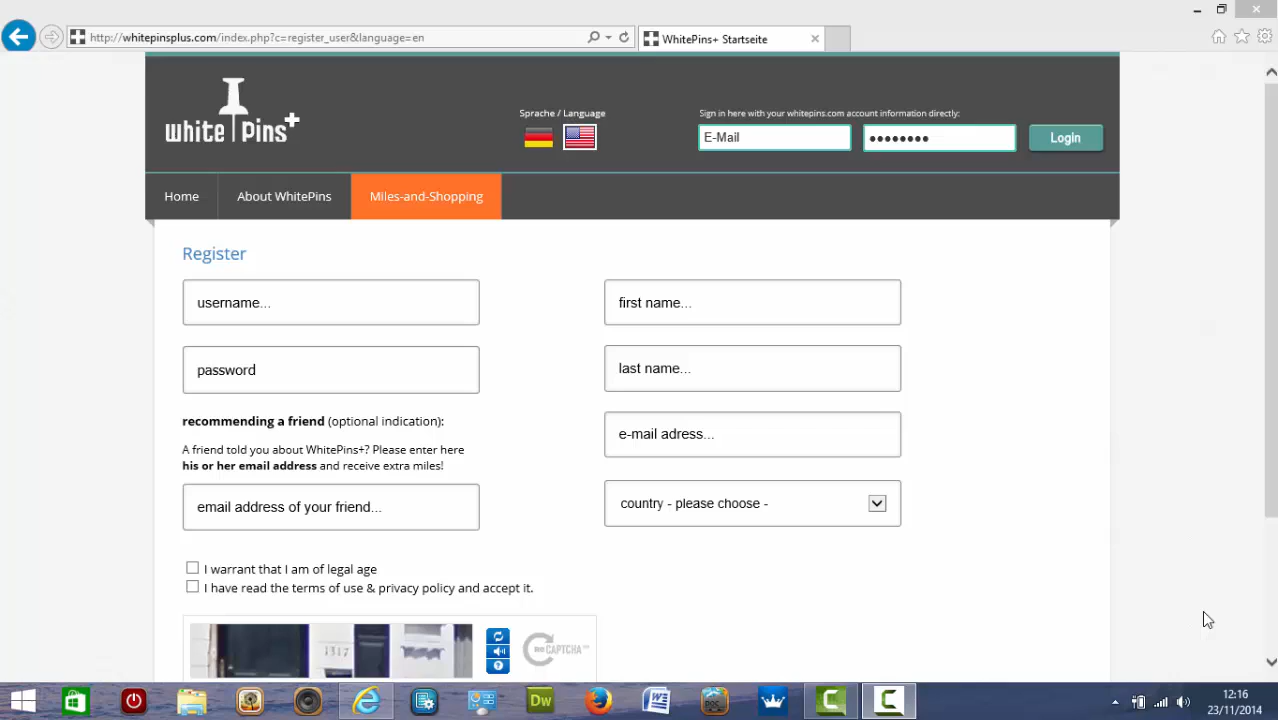 http://whitepinsplus.com/index.php?c=register_user&language=en
WhitePins+ Startseite
white Pins+
Sprache / Language
Sign in here with your whitepins.com account information directly:
E-Mail
Login
Home
About WhitePins
Miles-and-Shopping
Register
username...
first name...
password
last name...
recommending a friend (optional indication):
e-mail adress...
A friend told you about WhitePins+? Please enter here
his or her email address and receive extra miles!
country - please choose -
email address of your friend...
I warrant that I am of legal age
I have read the terms of use & privacy policy and accept it.
1317
Dw
12:16
23/11/2014